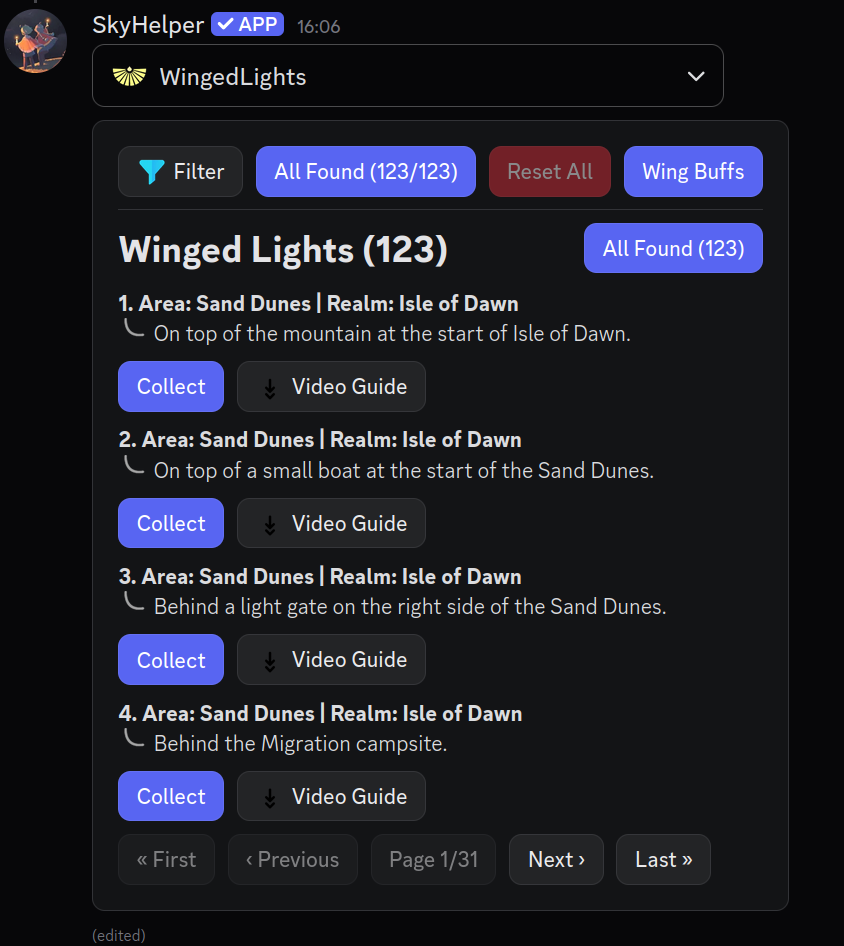 SkyHelper APP 16:06
WingedLights
Filter All Found (123/123) Reset All Wing Buffs
Winged Lights (123) All Found (123)
1. Area: Sand Dunes | Realm: Isle of Dawn
On top of the mountain at the start of Isle of Dawn.
Collect Video Guide
2. Area: Sand Dunes | Realm: Isle of Dawn
On top of a small boat at the start of the Sand Dunes.
Collect Video Guide
3. Area: Sand Dunes | Realm: Isle of Dawn
Behind a light gate on the right side of the Sand Dunes.
Collect Video Guide
4. Area: Sand Dunes | Realm: Isle of Dawn
Behind the Migration campsite.
Collect Video Guide
« First ‹ Previous Page 1/31 Next › Last »
(edited)